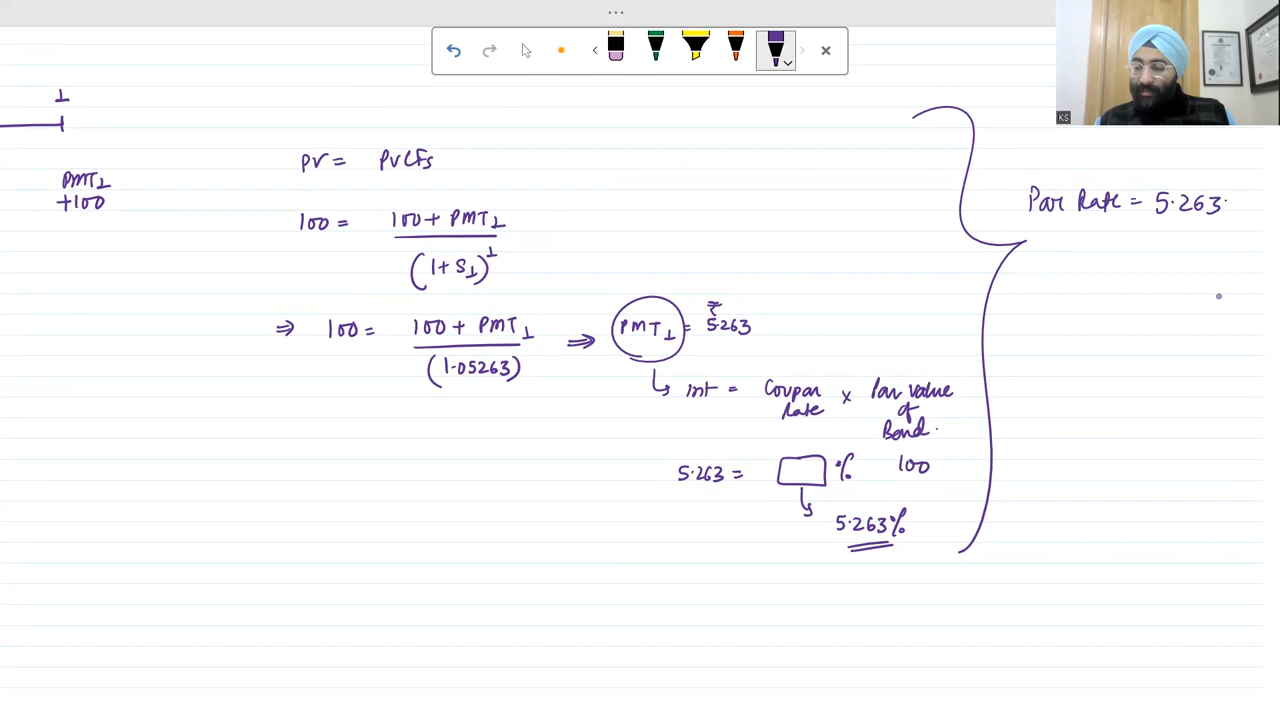 1
PMT1
+100
PV = PVCFs
100 = 100 + PMT1
(1 + S1)^1
⇒ 100 = 100 + PMT1
(1.05263)
⇒ PMT1 = ₹ 5.263
↳ Int = Coupon Rate × Par value of Bond.
5.263 = % 100
↳ 5.263%
Par Rate = 5.263.
KS